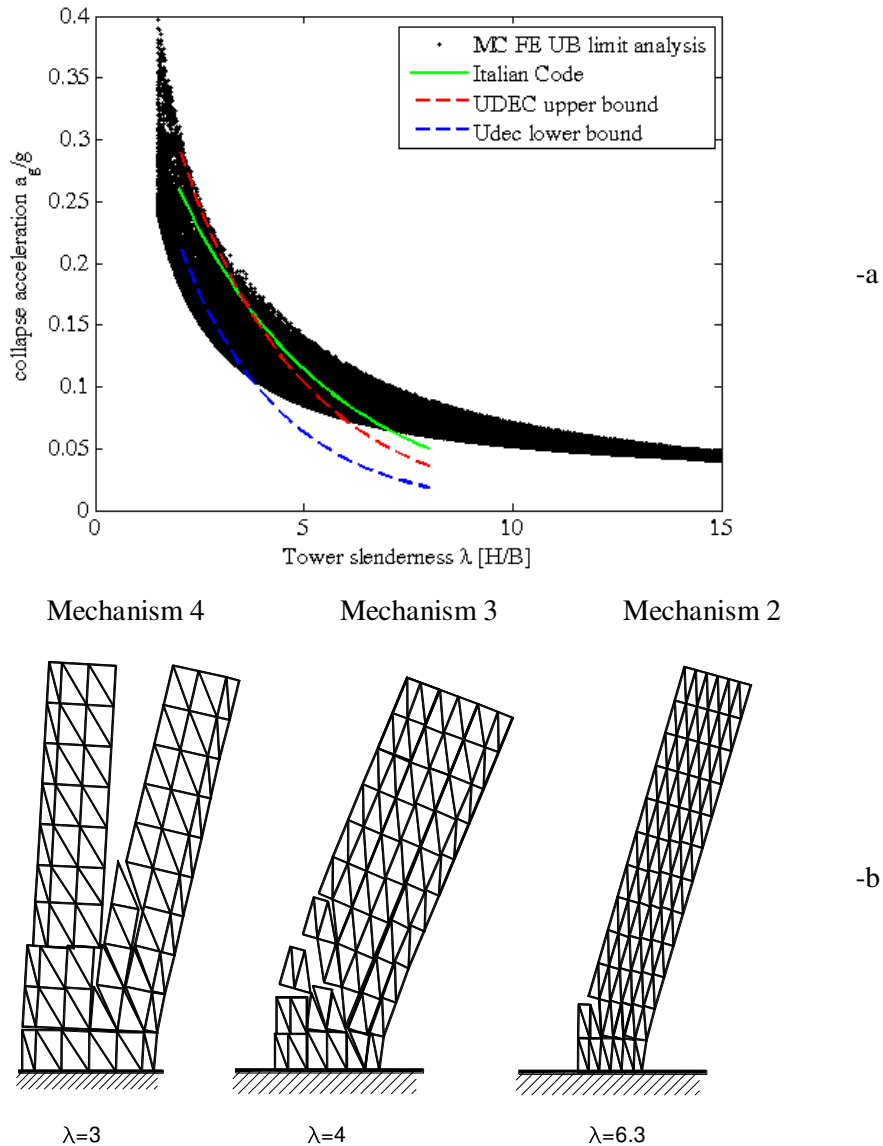 0.4
0.35
0.3
0.25
0.2
0.15
0.1
0.05
0
collapse acceleration a_g/g
MC FE UB limit analysis
Italian Code
UDEC upper bound
Udec lower bound
0 5 10 15
Tower slenderness λ [H/B]
-a
Mechanism 4 Mechanism 3 Mechanism 2
-b
λ=3 λ=4 λ=6.3